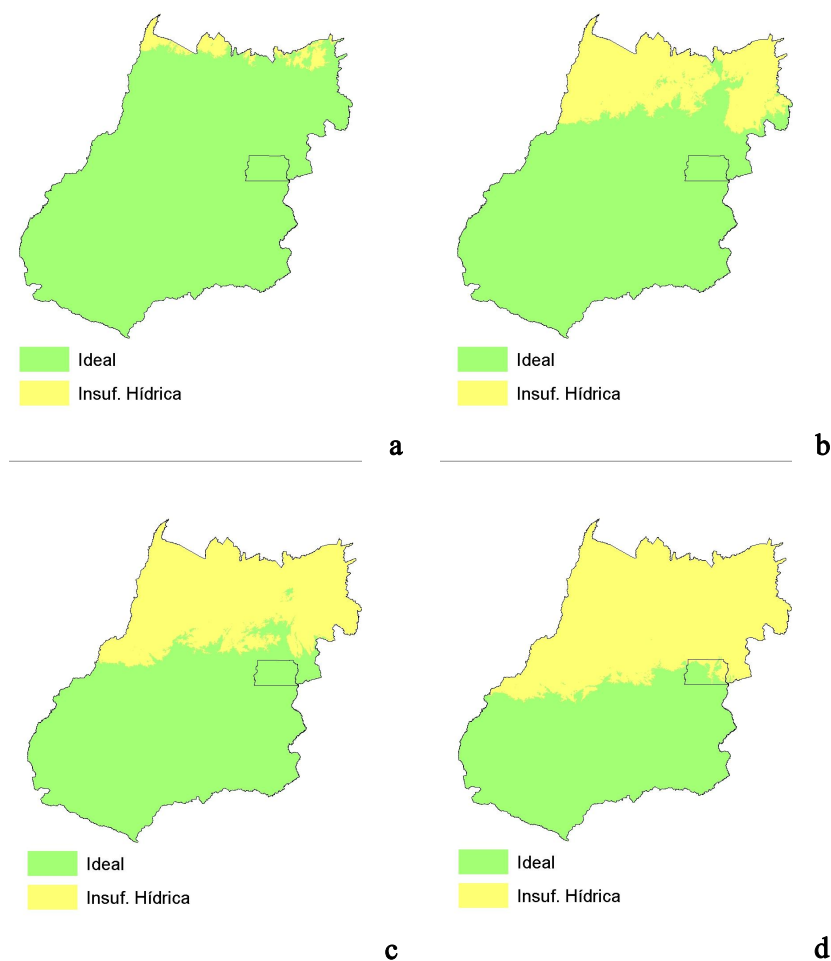 Ideal
Insuf. Hídrica
a
Ideal
Insuf. Hídrica
b
Ideal
Insuf. Hídrica
c
Ideal
Insuf. Hídrica
d